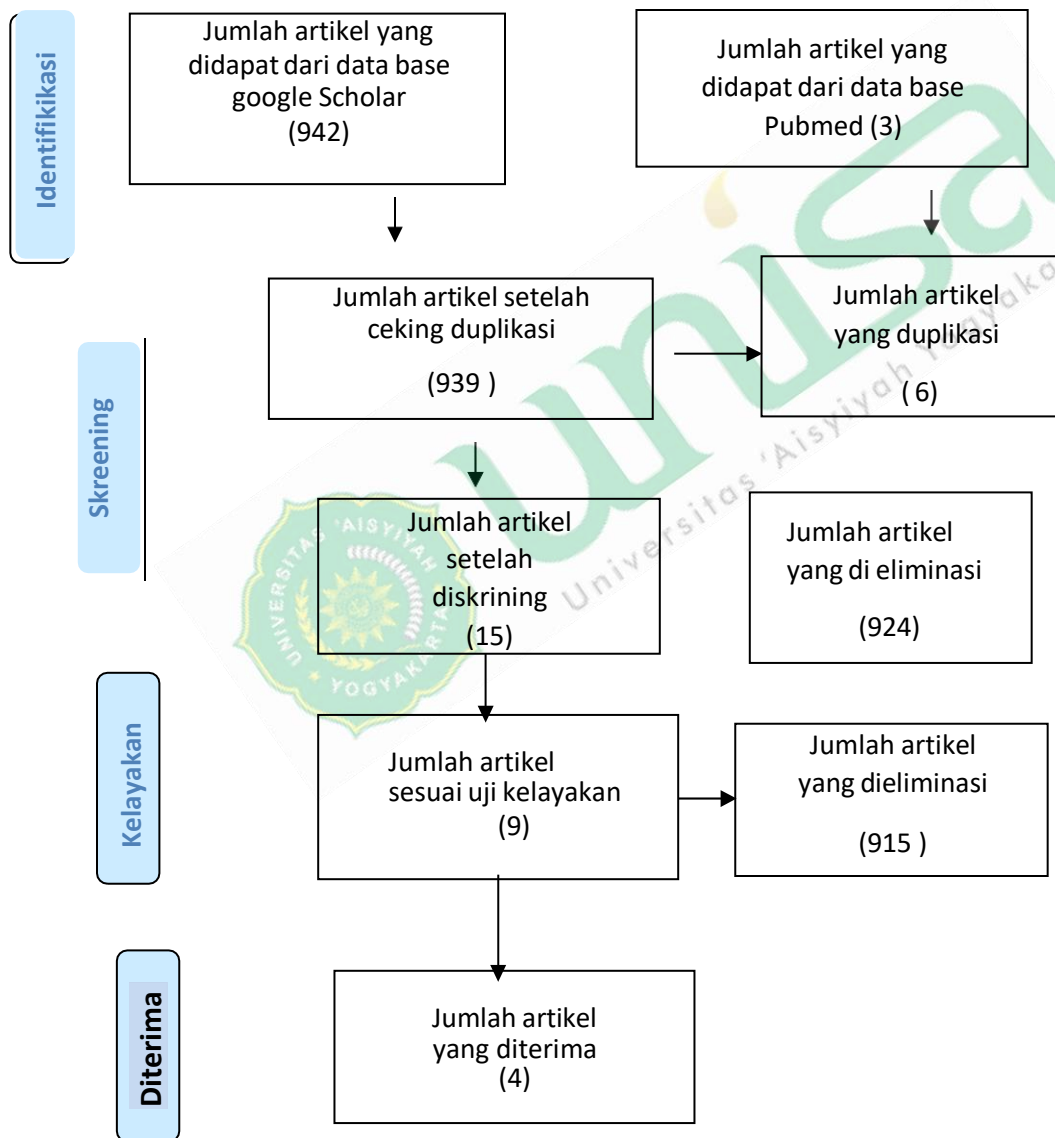 Identifikikasi
Jumlah artikel yang
didapat dari data base
google Scholar
(942)
Jumlah artikel yang
didapat dari data base
Pubmed (3)
Skreening
Jumlah artikel setelah
ceking duplikasi
(939 )
Jumlah artikel
yang duplikasi
( 6)
Jumlah artikel
setelah
diskrining
(15)
Jumlah artikel
yang di eliminasi
(924)
Kelayakan
Jumlah artikel
sesuai uji kelayakan
(9)
Jumlah artikel
yang dieliminasi
(915 )
Diterima
Jumlah artikel
yang diterima
(4)
unisa
Universitas 'Aisyiyah
UNIVERSITAS 'AISYIYAH
YOGYAKARTA